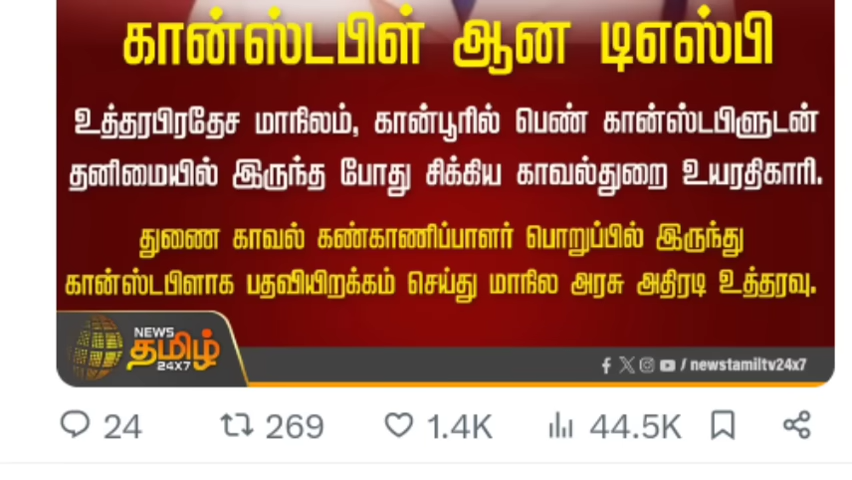 கான்ஸ்டபிள் ஆன டிஎஸ்பி
உத்தரபிரதேச மாநிலம், கான்பூரில் பெண் கான்ஸ்டபிளுடன்
தனிமையில் இருந்த போது சிக்கிய காவல்துறை உயரதிகாரி.
துணை காவல் கண்காணிப்பாளர் பொறுப்பில் இருந்து
கான்ஸ்டபிளாக பதவியிறக்கம் செய்து மாநில அரசு அதிரடி உத்தரவு.
NEWS
தமிழ்
24X7
/ newstamiltv24x7
24 269 1.4K 44.5K